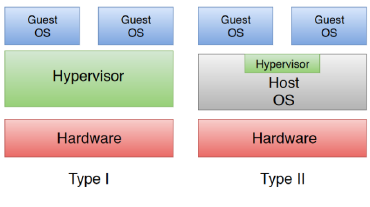 Guest Guest Guest Guest
OS OS OS OS
Hypervisor
Hypervisor
Host
OS
Hardware Hardware
Type I Type II